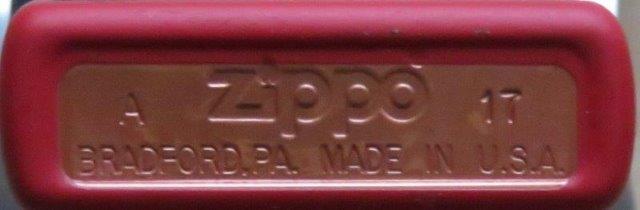 A Zippo 17
BRADFORD, PA. MADE IN U.S.A.